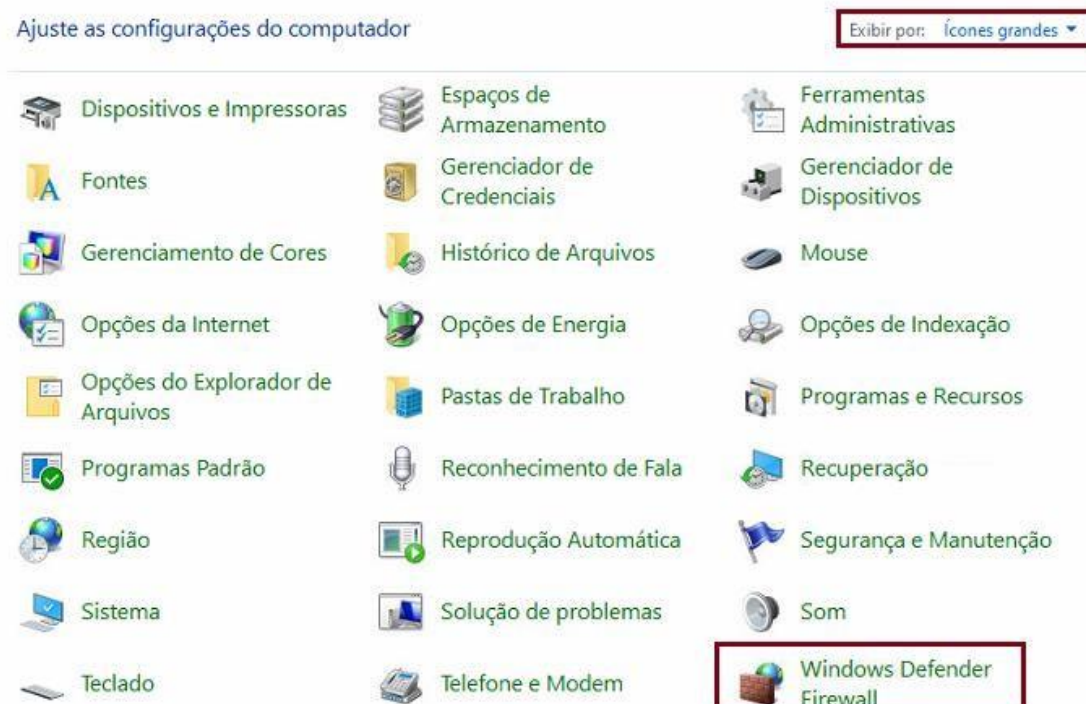 Ajuste as configurações do computador
Exibir por: Ícones grandes
Dispositivos e Impressoras
Espaços de
Armazenamento
Ferramentas
Administrativas
Fontes
Gerenciador de
Credenciais
Gerenciador de
Dispositivos
Gerenciamento de Cores
Histórico de Arquivos
Mouse
Opções da Internet
Opções de Energia
Opções de Indexação
Opções do Explorador de
Arquivos
Pastas de Trabalho
Programas e Recursos
Programas Padrão
Reconhecimento de Fala
Recuperação
Região
Reprodução Automática
Segurança e Manutenção
Sistema
Solução de problemas
Som
Teclado
Telefone e Modem
Windows Defender
Firewall